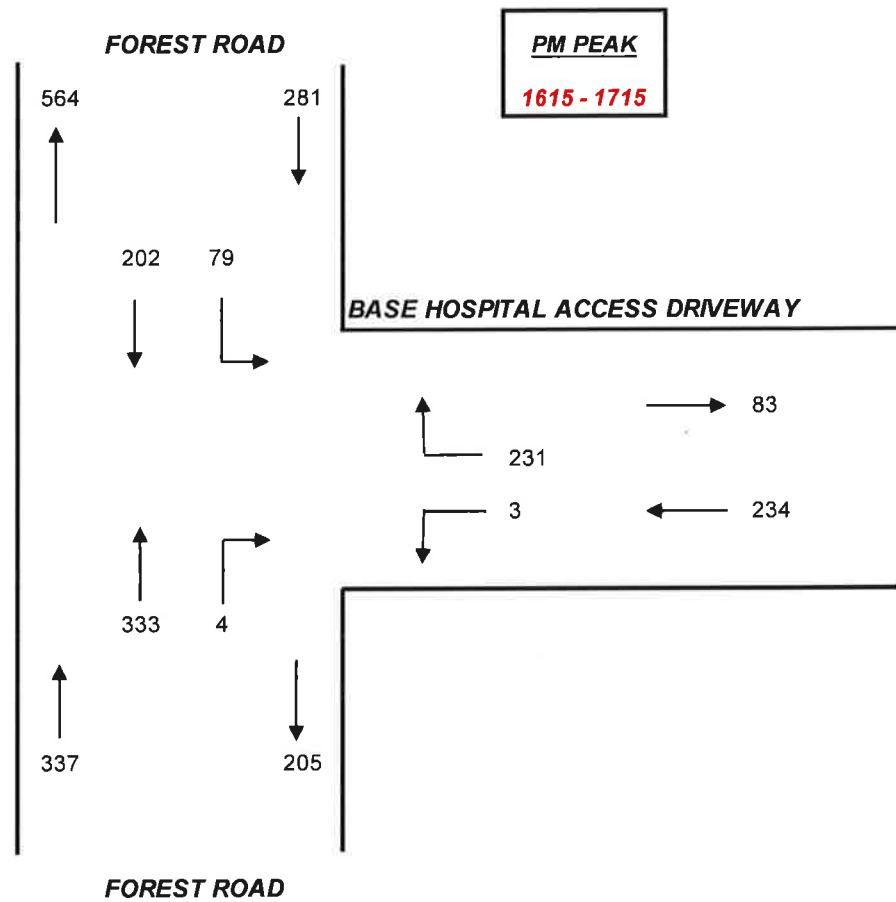 FOREST ROAD
PM PEAK
1615 - 1715
564
281
202
79
BASE HOSPITAL ACCESS DRIVEWAY
83
231
3
234
333
4
337
205
FOREST ROAD